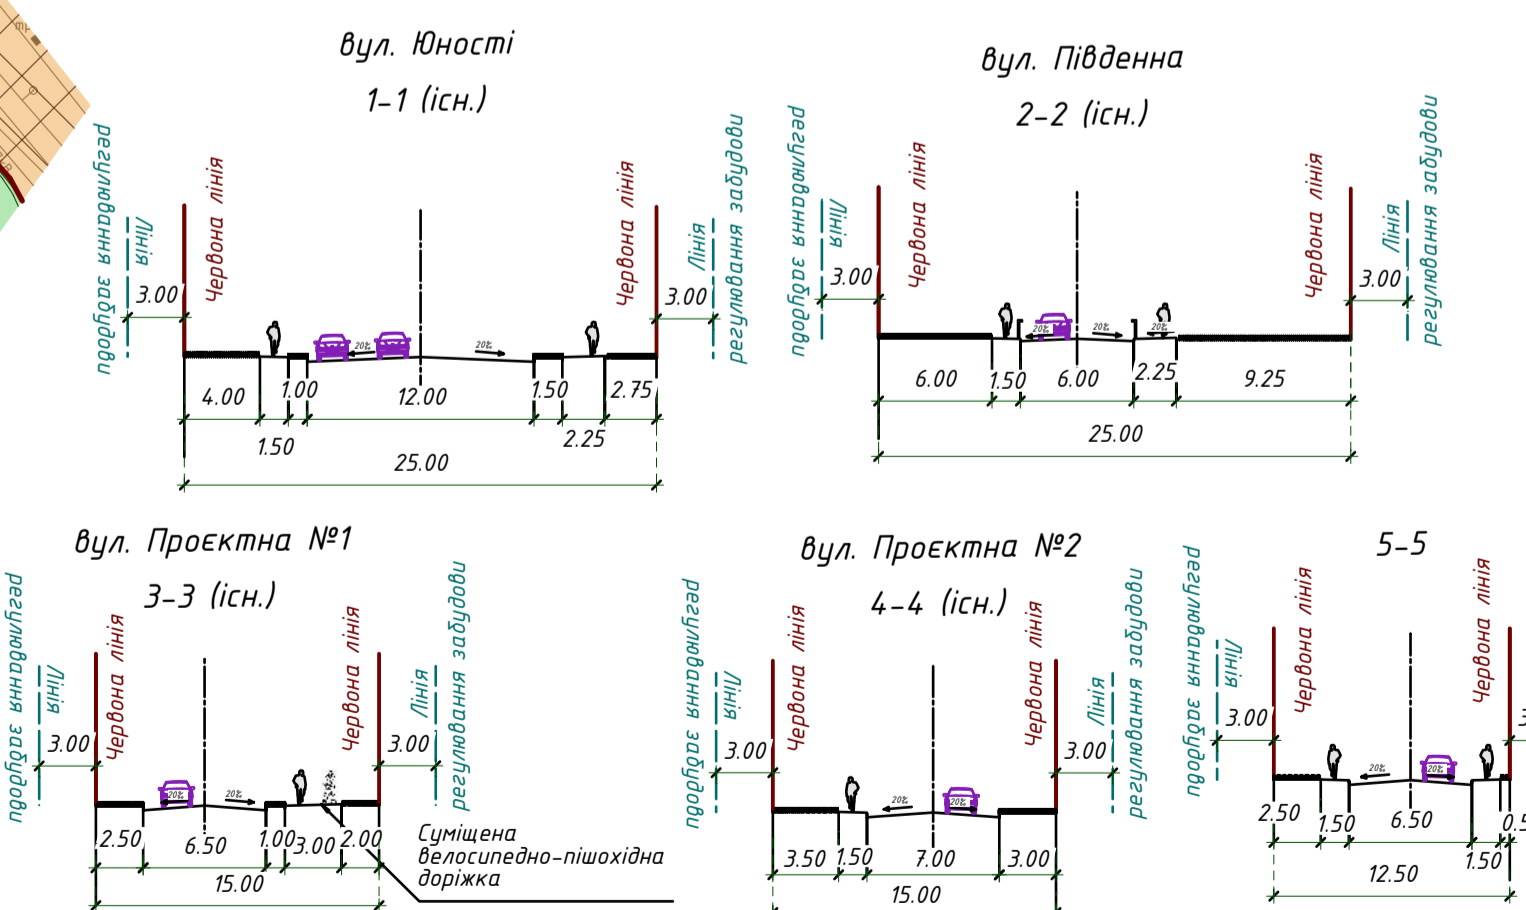 вул. Юності
1-1 (існ.)
регулювання забудови
Лінія
Червона лінія
Червона лінія
Лінія
регулювання забудови
3.00
3.00
20‰
20‰
4.00
1.00
12.00
1.50
2.75
1.50
2.25
25.00
вул. Південна
2-2 (існ.)
регулювання забудови
Лінія
Червона лінія
Червона лінія
Лінія
регулювання забудови
3.00
3.00
20‰
20‰
20‰
6.00
1.50
6.00
2.25
9.25
25.00
вул. Проєктна №1
3-3 (існ.)
регулювання забудови
Лінія
Червона лінія
Червона лінія
Лінія
регулювання забудови
3.00
3.00
20‰
20‰
2.50
6.50
1.00
3.00
2.00
15.00
Суміщена
велосипедно-пішохідна
доріжка
вул. Проєктна №2
4-4 (існ.)
регулювання забудови
Лінія
Червона лінія
Червона лінія
Лінія
регулювання забудови
3.00
3.00
20‰
20‰
3.50
1.50
7.00
3.00
15.00
5-5
регулювання забудови
Лінія
Червона лінія
Червона лінія
3.00
20‰
20‰
2.50
1.50
6.50
1.50
12.50